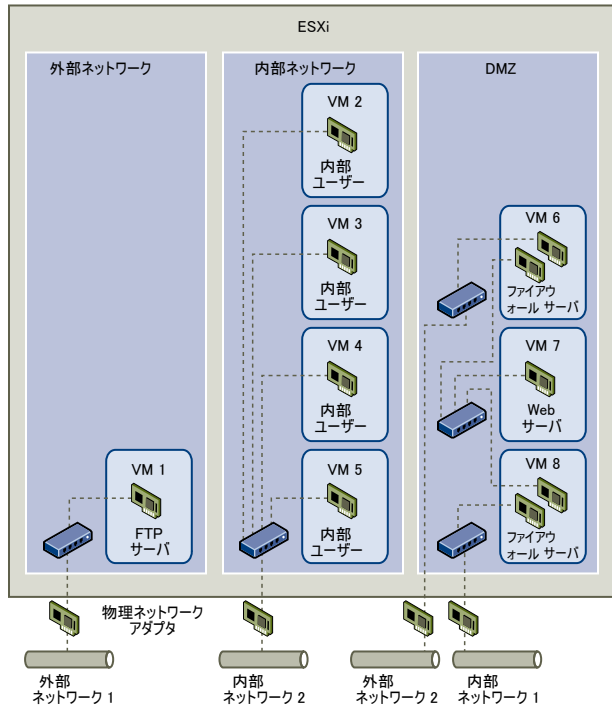 ESXi
外部ネットワーク
内部ネットワーク
DMZ
VM 2
内部
ユーザー
VM 3
内部
ユーザー
VM 4
内部
ユーザー
VM 5
内部
ユーザー
VM 1
FTP
サーバ
VM 6
ファイアウ
ォール サーバ
VM 7
Web
サーバ
VM 8
ファイアウ
ォール サーバ
物理ネットワーク
アダプタ
外部
ネットワーク 1
内部
ネットワーク 2
外部
ネットワーク 2
内部
ネットワーク 1